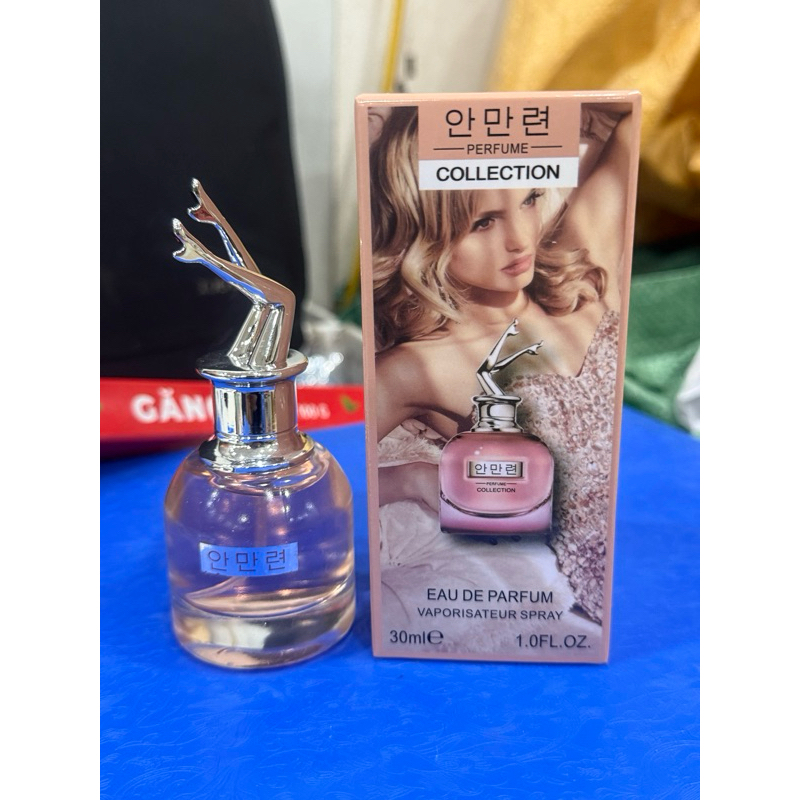 안만련
PERFUME
COLLECTION
안만련
PERFUME
COLLECTION
EAU DE PARFUM
VAPORISATEUR SPRAY
30ml℮
1.0FL.OZ.
안만련
GĂNG